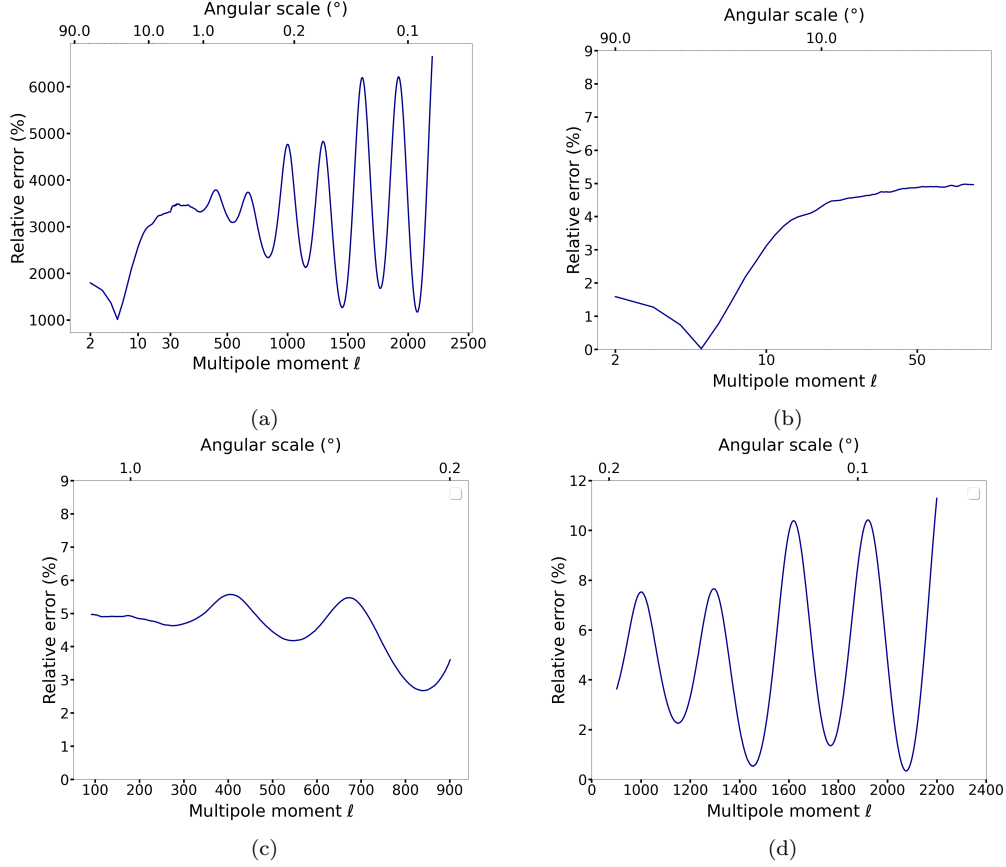 Angular scale (°)
90.0 10.0 1.0 0.2 0.1
Relative error (%)
6000
5000
4000
3000
2000
1000
2 10 30 500 1000 1500 2000 2500
Multipole moment ℓ
(a)
Angular scale (°)
90.0 10.0
Relative error (%)
9
8
7
6
5
4
3
2
1
0
2 10 50
Multipole moment ℓ
(b)
Angular scale (°)
1.0 0.2
Relative error (%)
9
8
7
6
5
4
3
2
1
0
100 200 300 400 500 600 700 800 900
Multipole moment ℓ
(c)
Angular scale (°)
0.2 0.1
Relative error (%)
12
10
8
6
4
2
0
0 1000 1200 1400 1600 1800 2000 2200 2400
Multipole moment ℓ
(d)